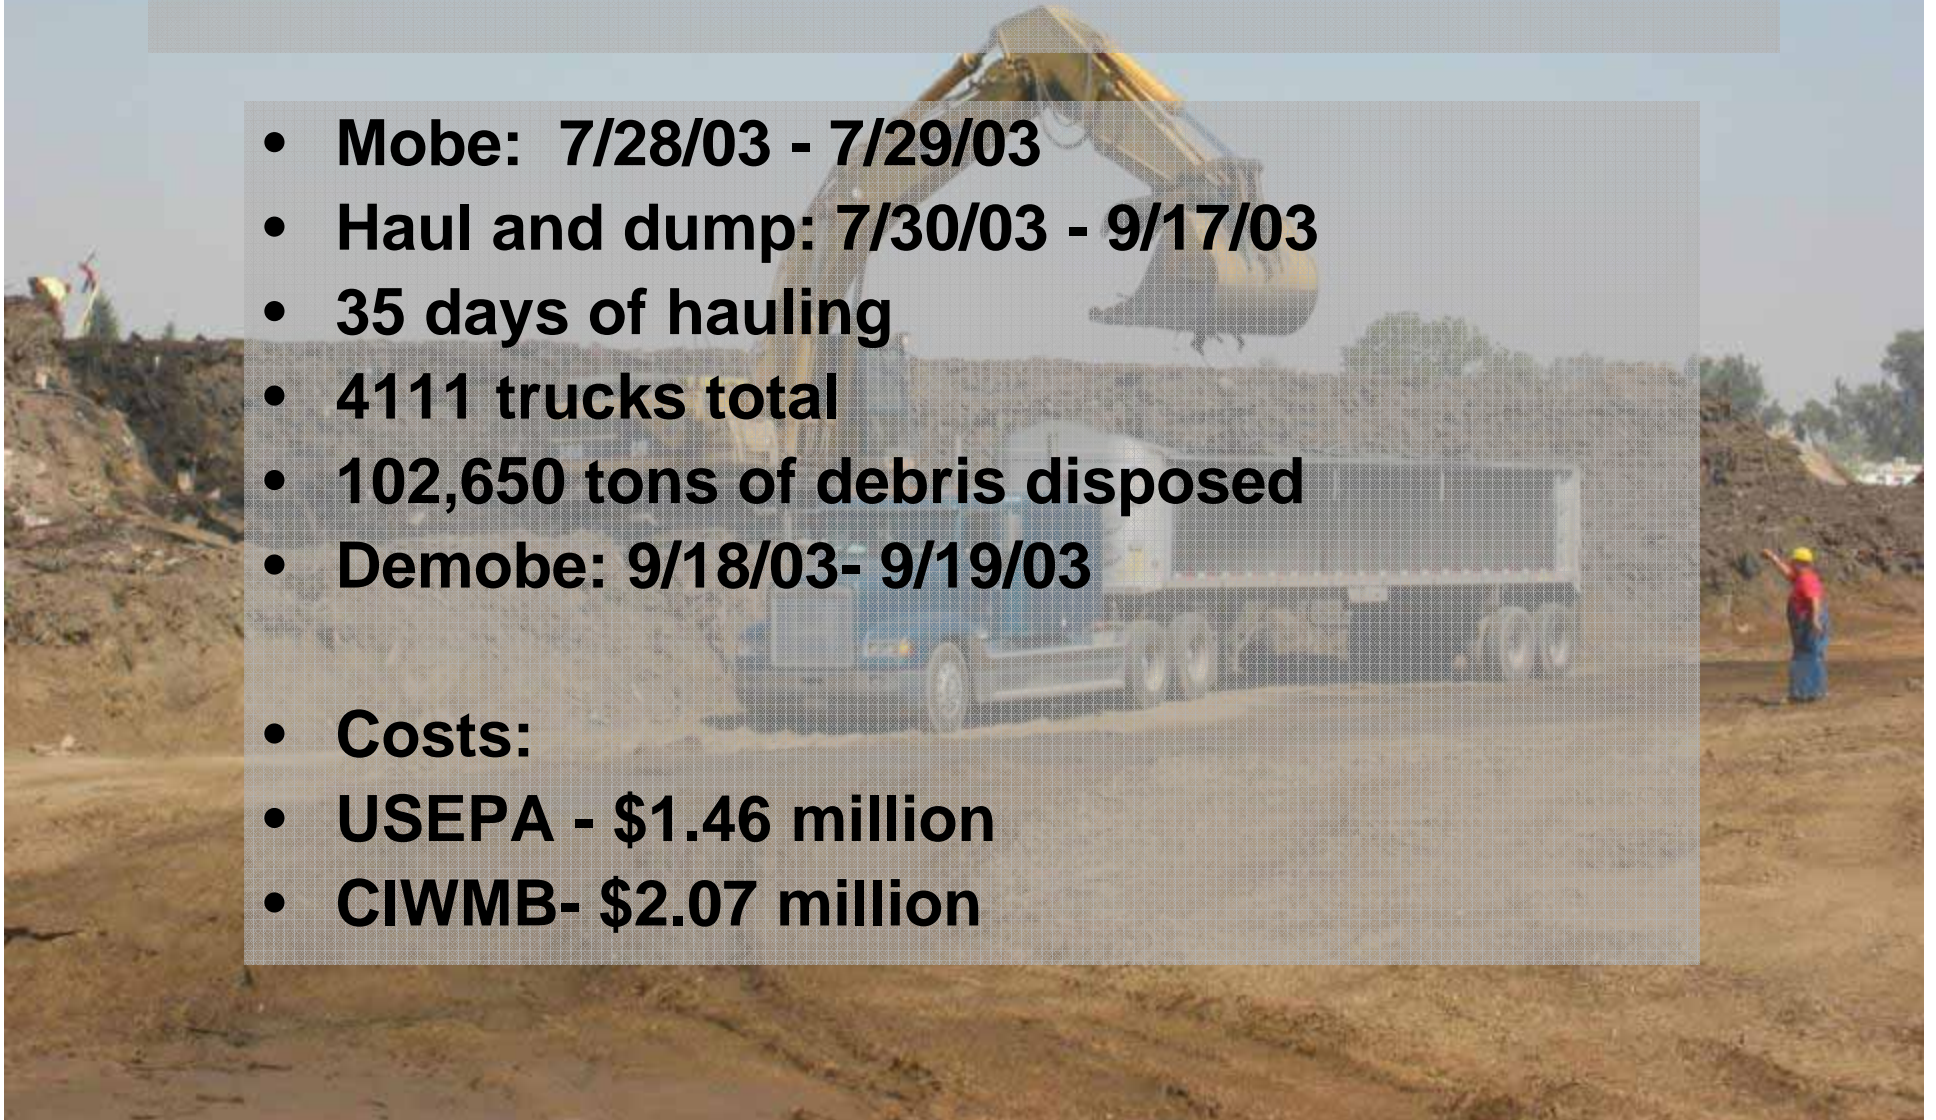 • Mobe: 7/28/03 - 7/29/03
• Haul and dump: 7/30/03 - 9/17/03
• 35 days of hauling
• 4111 trucks total
• 102,650 tons of debris disposed
• Demobe: 9/18/03- 9/19/03
• Costs:
• USEPA - $1.46 million
• CIWMB- $2.07 million